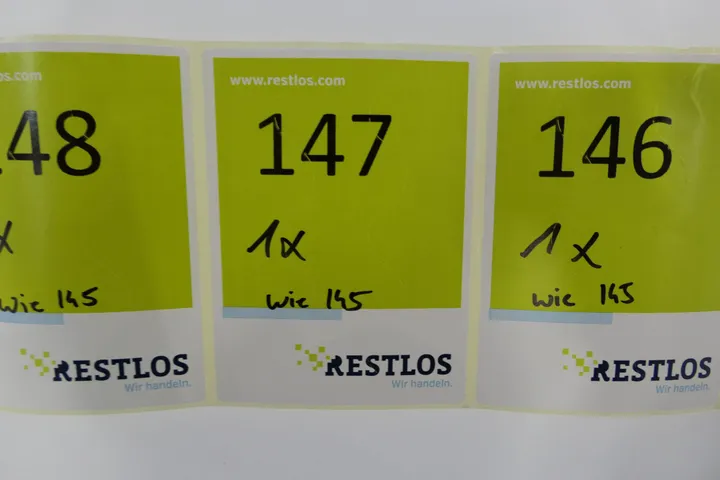 os.com
148
x
wie 145
RESTLOS
Wir handeln.
www.restlos.com
147
1x
wie 145
RESTLOS
Wir handeln.
www.restlos.com
146
1x
wie 145
RESTLOS
Wir handeln.